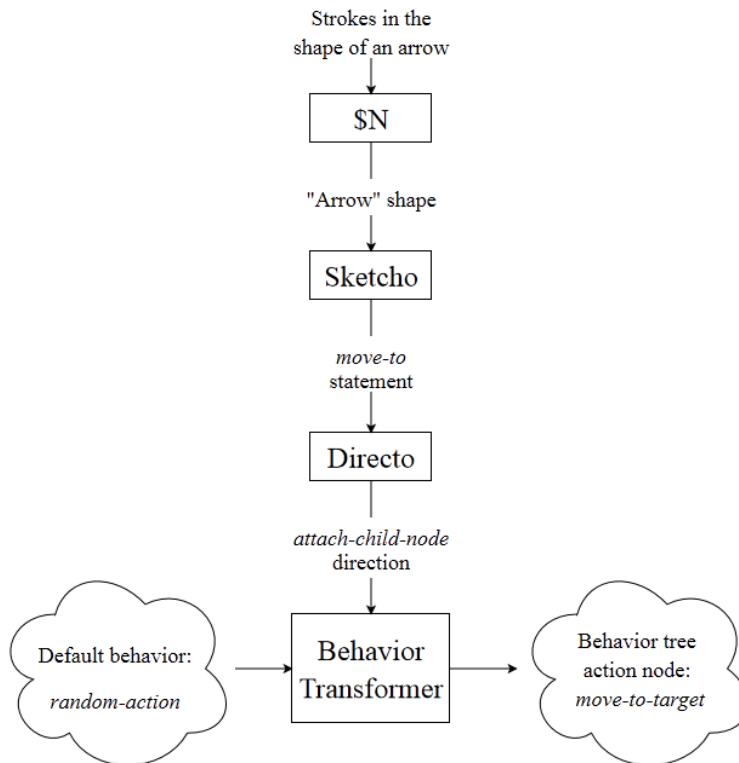 Strokes in the
shape of an arrow
$N
"Arrow" shape
Sketcho
move-to
statement
Directo
attach-child-node
direction
Default behavior:
random-action
Behavior
Transformer
Behavior tree
action node:
move-to-target